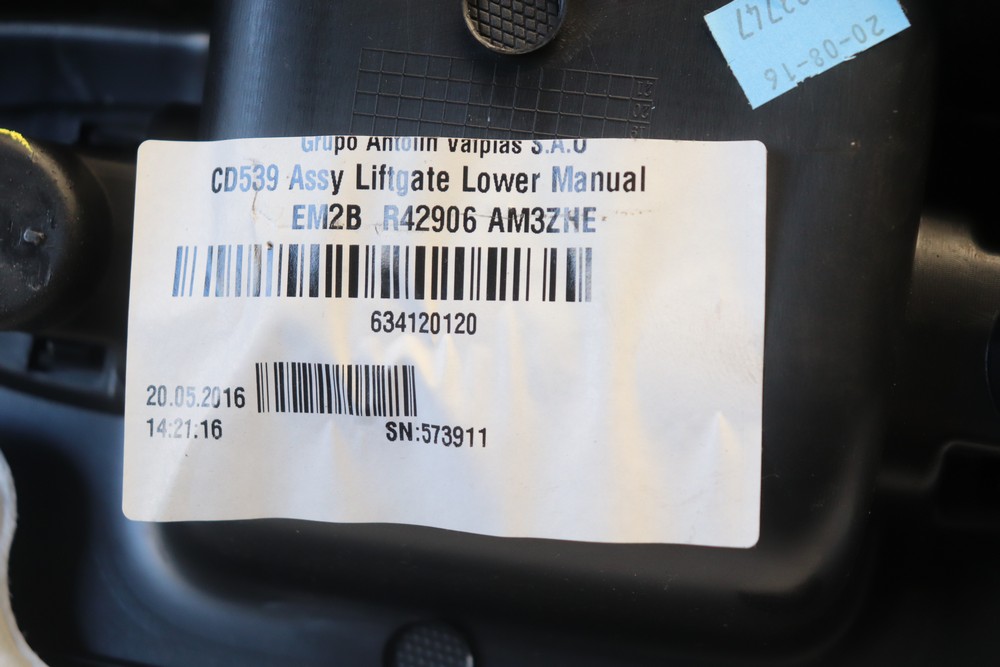 Grupo Antolin Valplas S.A.U
CD539 Assy Liftgate Lower Manual
EM2B R42906 AM3ZHE
634120120
20.05.2016
14:21:16
SN:573911
20-08-16